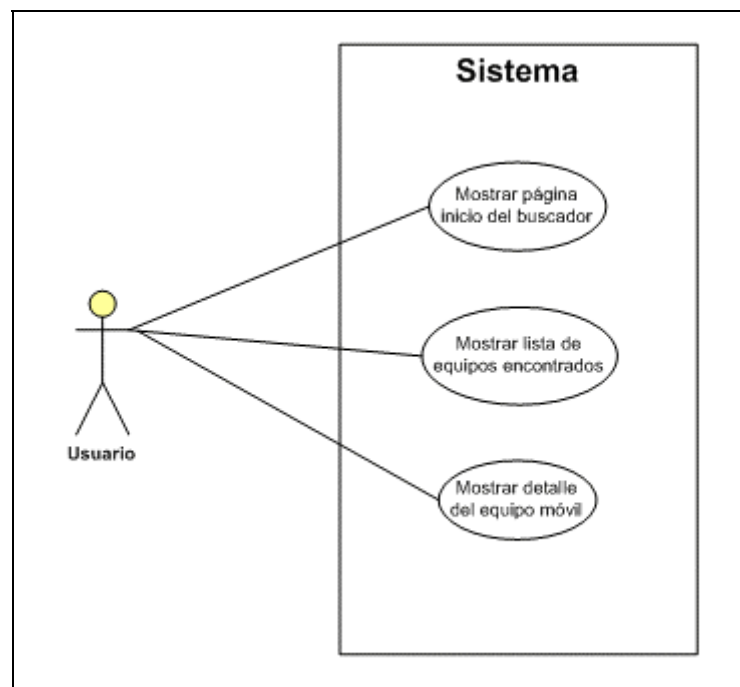 Sistema
Mostrar página
inicio del buscador
Mostrar lista de
equipos encontrados
Usuario
Mostrar detalle
del equipo móvil